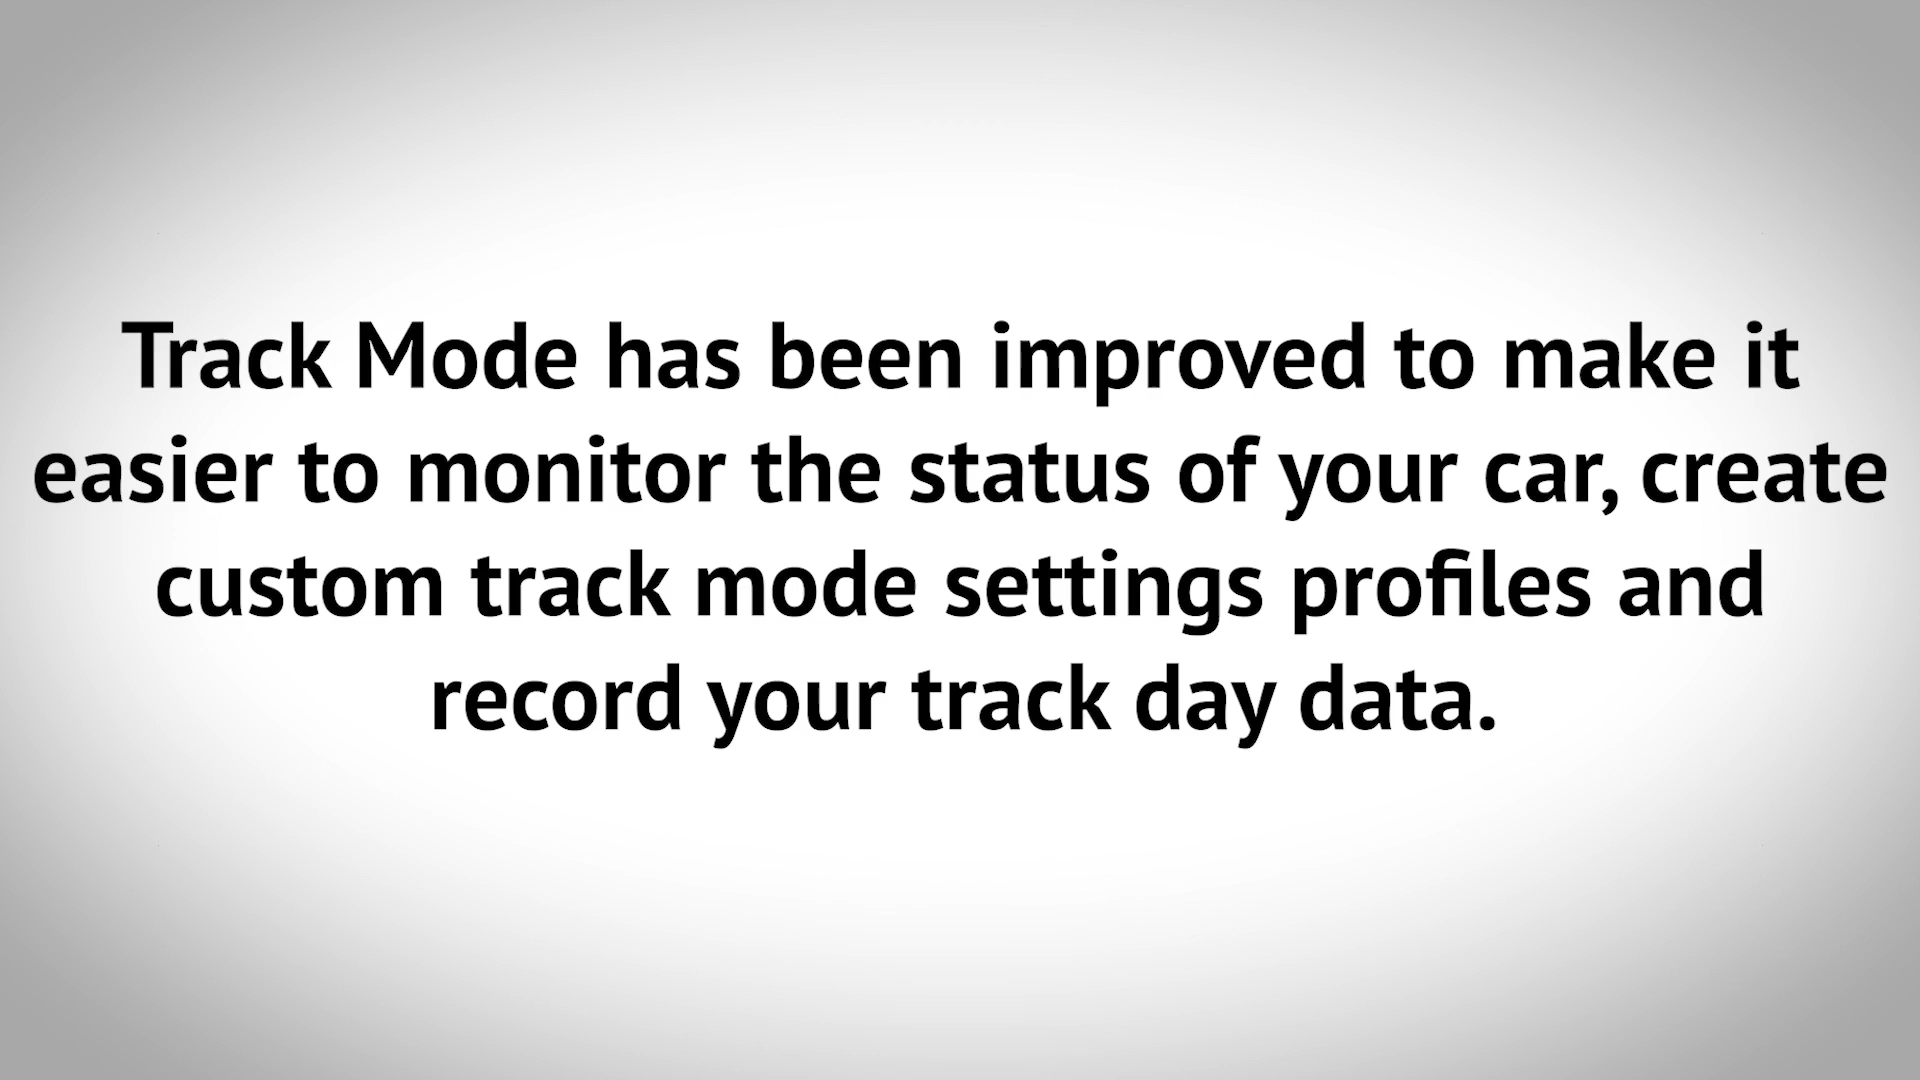 Track Mode has been improved to make it
easier to monitor the status of your car, create
custom track mode settings profiles and
record your track day data.